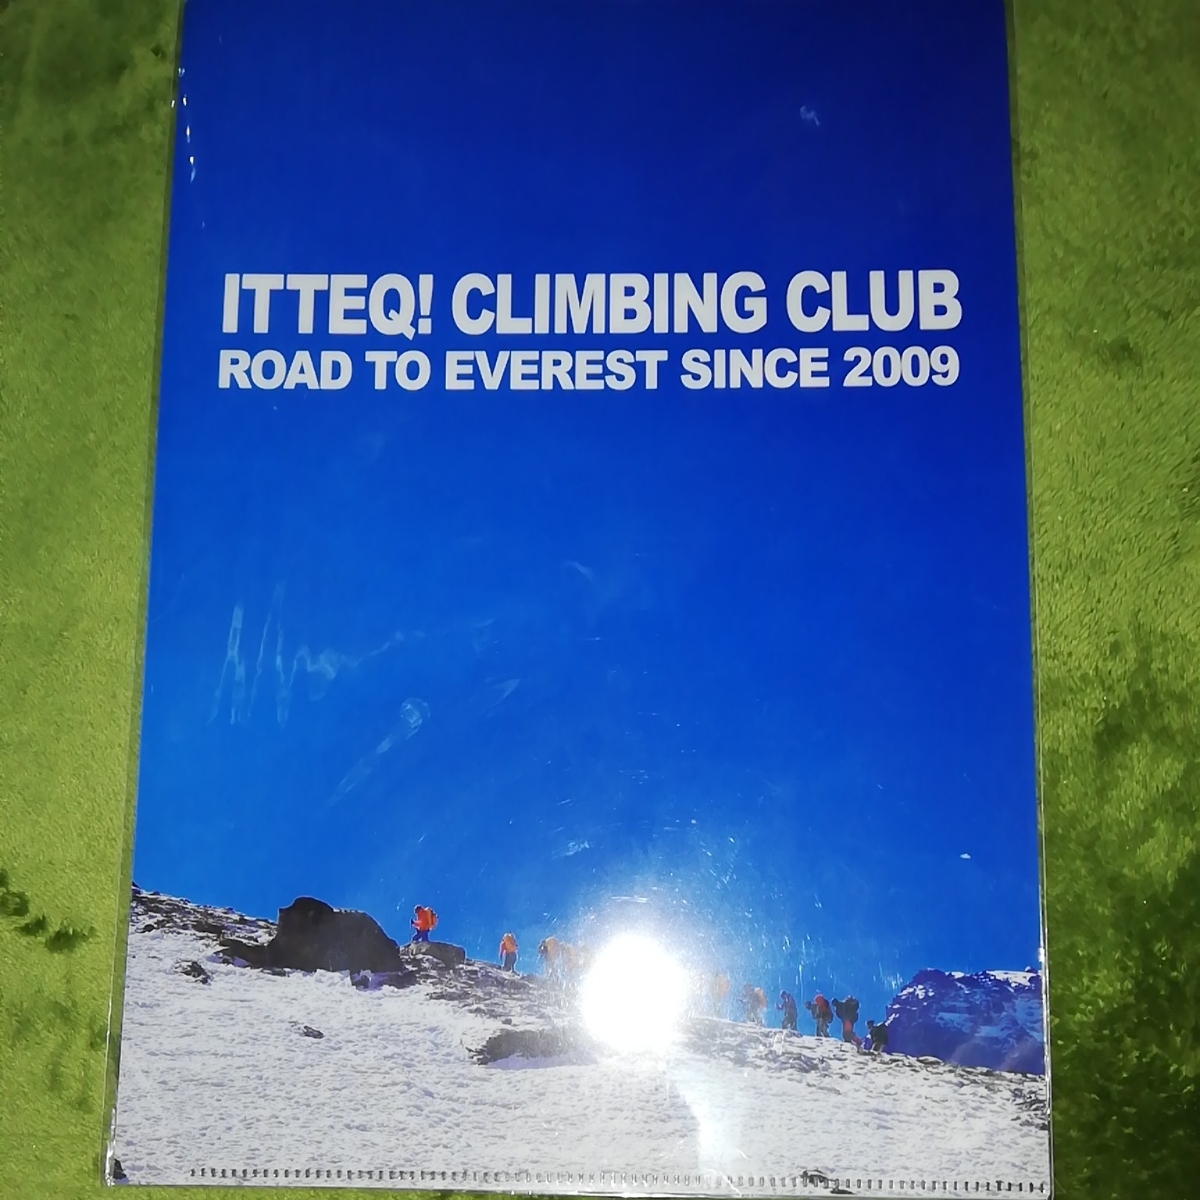 ITTEQ! CLIMBING CLUB
ROAD TO EVEREST SINCE 2009